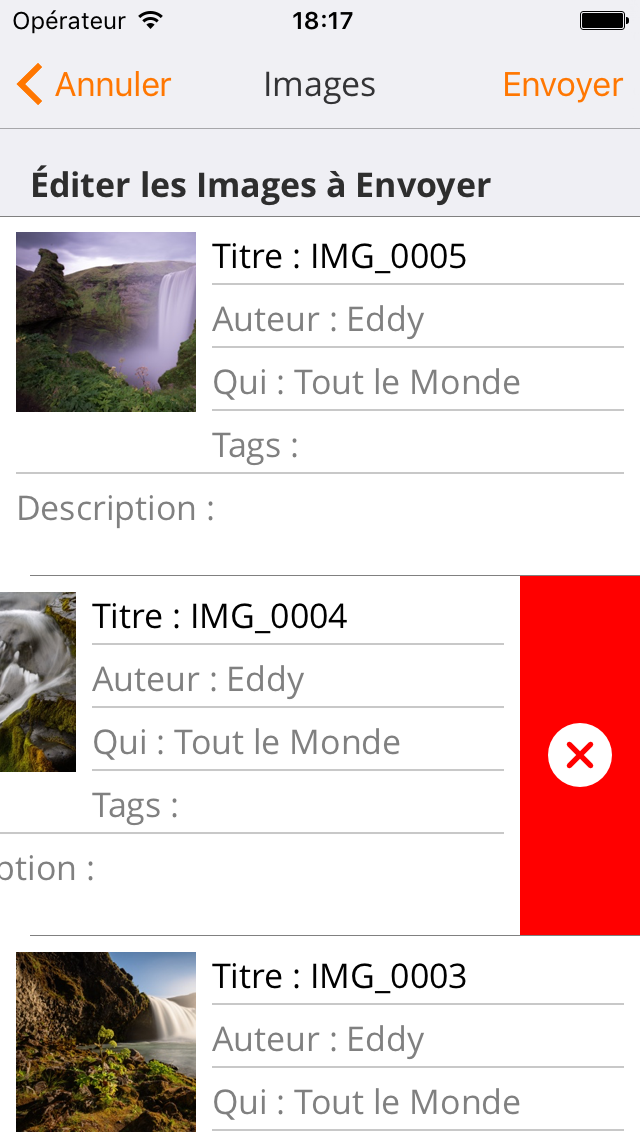 Opérateur 18:17
Annuler Images Envoyer
Éditer les Images à Envoyer
Titre : IMG_0005
Auteur : Eddy
Qui : Tout le Monde
Tags :
Description :
Titre : IMG_0004
Auteur : Eddy
Qui : Tout le Monde
Tags :
ption :
Titre : IMG_0003
Auteur : Eddy
Qui : Tout le Monde